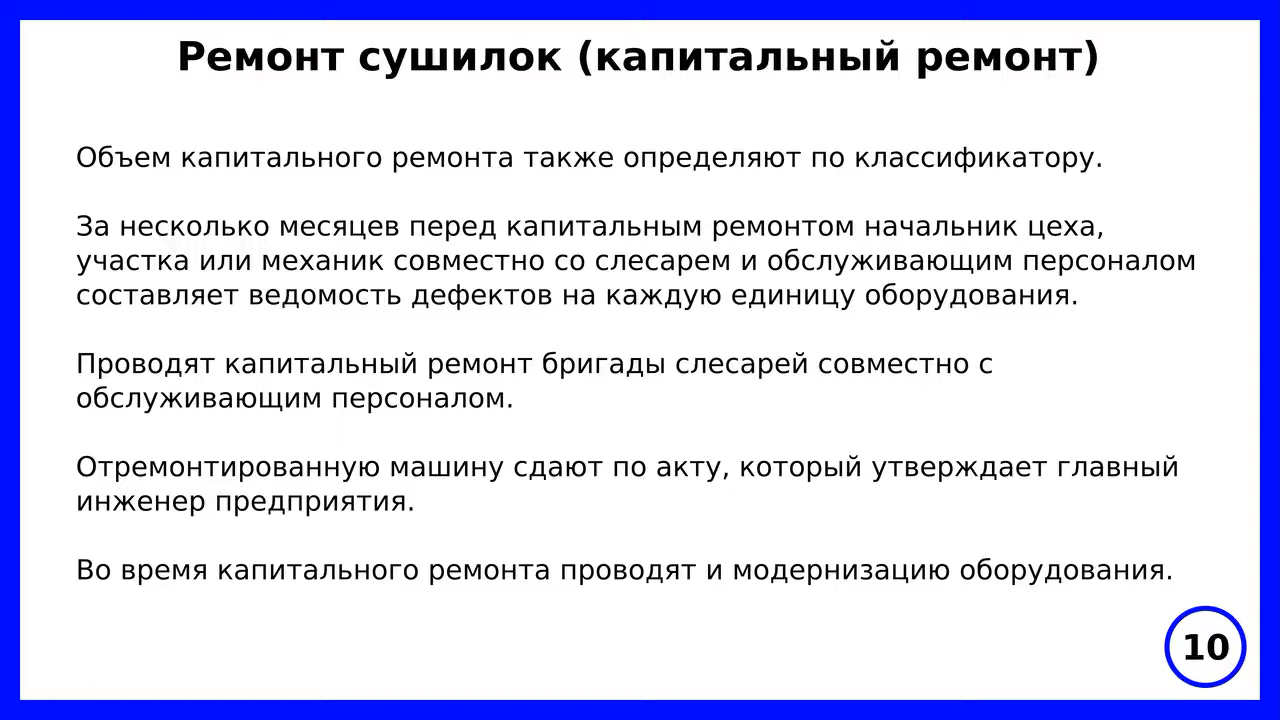 Ремонт сушилок (капитальный ремонт)
Объем капитального ремонта также определяют по классификатору.
За несколько месяцев перед капитальным ремонтом начальник цеха,
участка или механик совместно со слесарем и обслуживающим персоналом
составляет ведомость дефектов на каждую единицу оборудования.
Проводят капитальный ремонт бригады слесарей совместно с
обслуживающим персоналом.
Отремонтированную машину сдают по акту, который утверждает главный
инженер предприятия.
Во время капитального ремонта проводят и модернизацию оборудования.
10